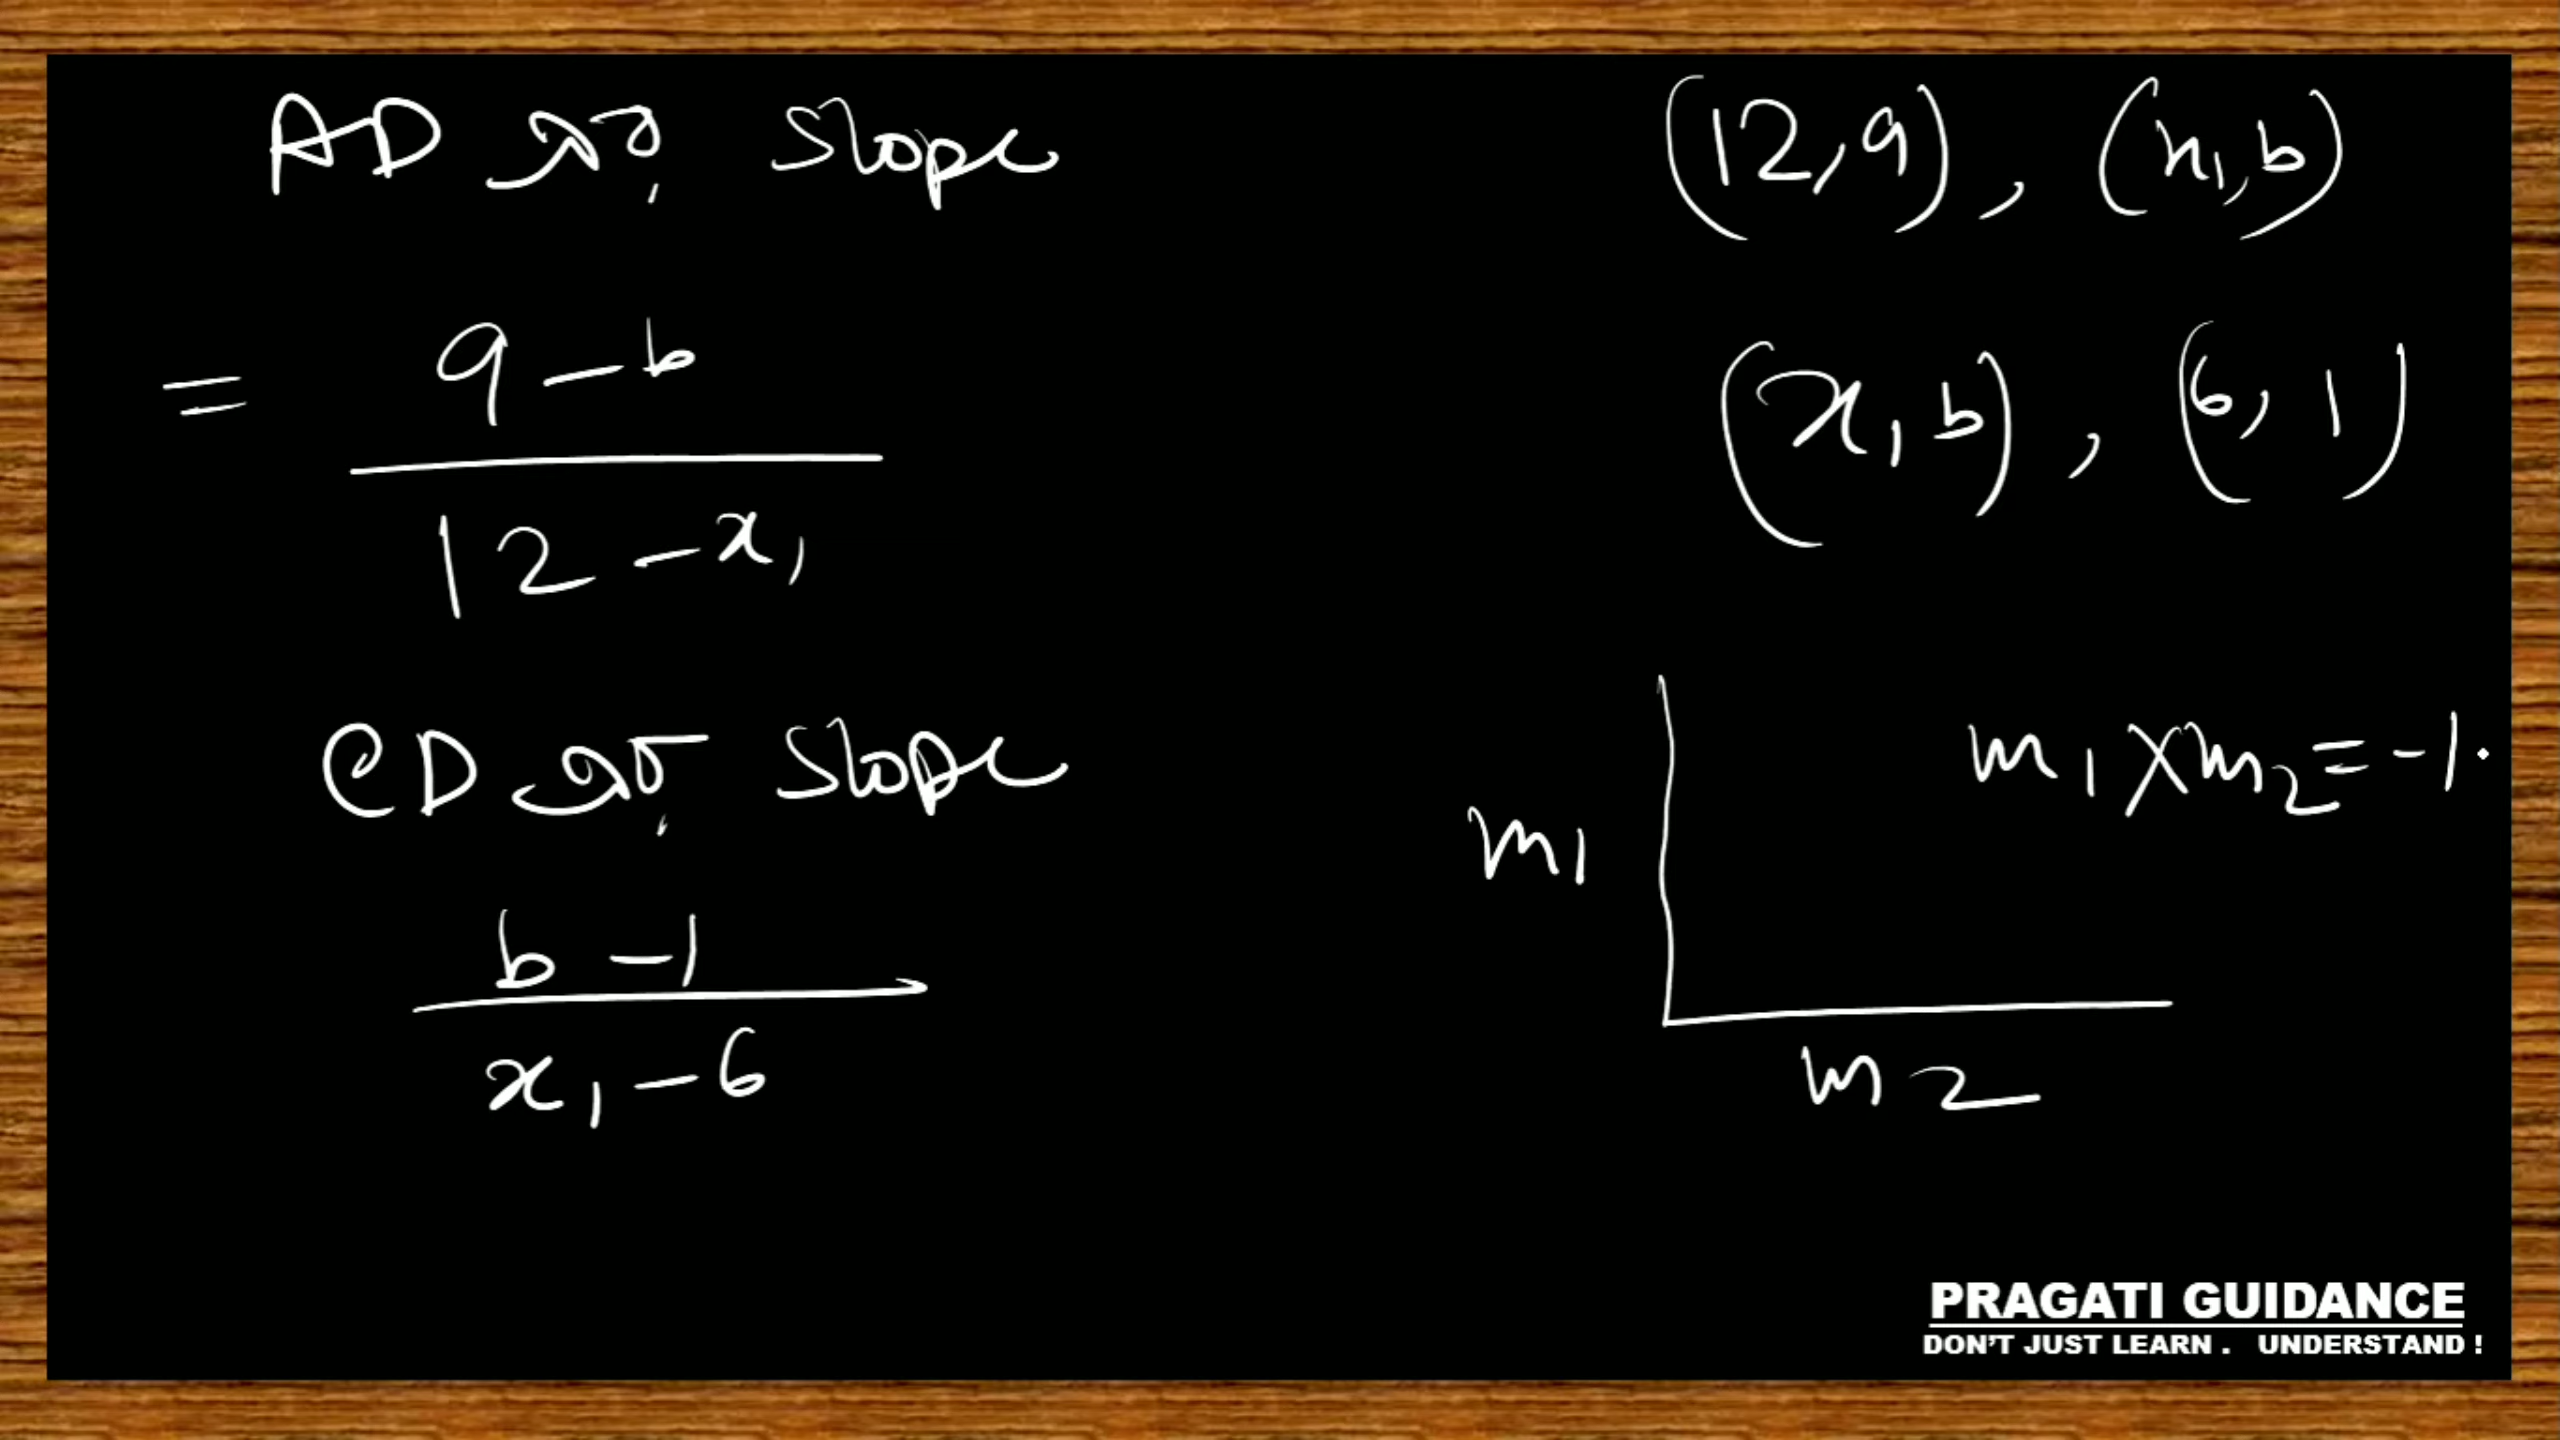 AD এর slope
(12,9), (x₁,b)
= 9-b / 12-x₁
(x₁,b), (6,1)
CD এর slope
m₁×m₂=-1.
m₁
b-1 / x₁-6
m₂
PRAGATI GUIDANCE
DON'T JUST LEARN. UNDERSTAND!